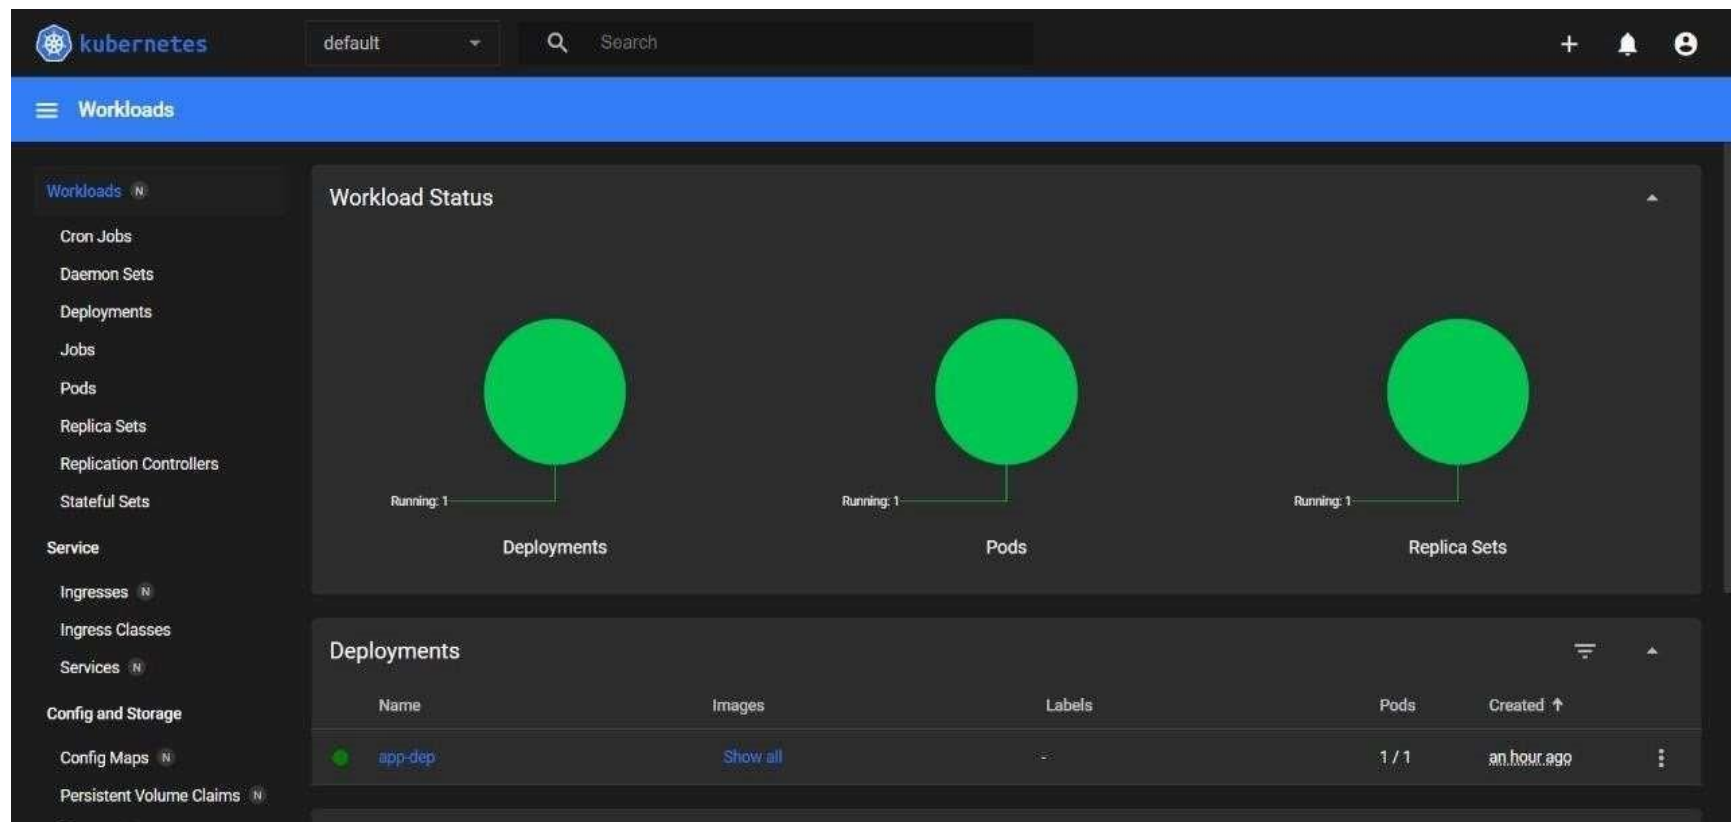 kubernetes
default
Search
Workloads
Workloads N
Cron Jobs
Daemon Sets
Deployments
Jobs
Pods
Replica Sets
Replication Controllers
Stateful Sets
Service
Ingresses N
Ingress Classes
Services N
Config and Storage
Config Maps N
Persistent Volume Claims N
Workload Status
Running: 1
Deployments
Running: 1
Pods
Running: 1
Replica Sets
Deployments
Name Images Labels Pods Created ↑
app-dep Show all - 1 / 1 an hour ago